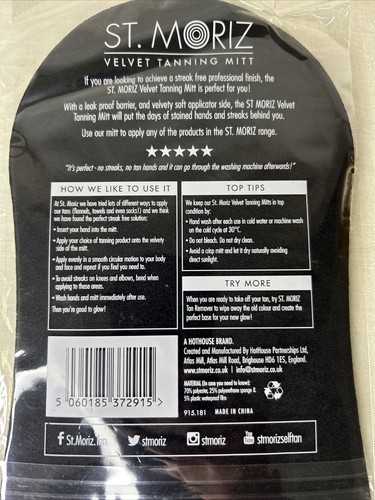 ST. MORIZ
VELVET TANNING MITT
If you are looking to achieve a streak free professional finish, the
ST. MORIZ Velvet Tanning Mitt is perfect for you!
With a leak proof barrier, and velvety soft applicator side, the ST MORIZ Velvet
Tanning Mitt will put the days of stained hands and streaks behind you.
Use our mitt to apply any of the products in the ST. MORIZ range.
"It's perfect - no streaks, no tan hands and it can go through the washing machine afterwards!"
HOW WE LIKE TO USE IT
At St. Moriz we have tried lots of different ways to apply
our tans (flannels, towels and even socks!) and we think
we have found the perfect streak free solution:
• Insert your hand into the mitt.
• Apply your choice of tanning product onto the velvety
side of the mitt.
• Apply evenly in a smooth circular motion to your body
and face and repeat if you find you need to.
• To avoid streaks on knees and elbows, bend when
applying to these areas.
• Wash hands and mitt immediately after use.
Then you're good to glow!
TOP TIPS
We keep our St. Moriz Velvet Tanning Mitts in top
condition by:
• Hand wash after each use in cold water or machine wash
on the cold cycle at 30°C.
• Do not bleach. Do not dry clean.
• Avoid a crisp mitt and let it dry naturally avoiding
direct sunlight.
TRY MORE
When you are ready to take off your tan, try ST. MORIZ
Tan Remover to wipe away the old colour and create the
perfect base for your new glow!
5 060185 372915 >
A HOTHOUSE BRAND.
Created and Manufactured By HotHouse Partnerships Ltd,
Atlas Mill, Atlas Mill Road, Brighouse HD6 1ES, England.
www.stmoriz.co.uk | info@stmoriz.co.uk
MATERIAL (In case you need to know):
70% polyester, 25% polyurethane sponge &
5% plastic waterproof film
915.181 MADE IN CHINA
f St.Moriz.Tan
stmoriz
stmoriz
You Tube stmorizselftan